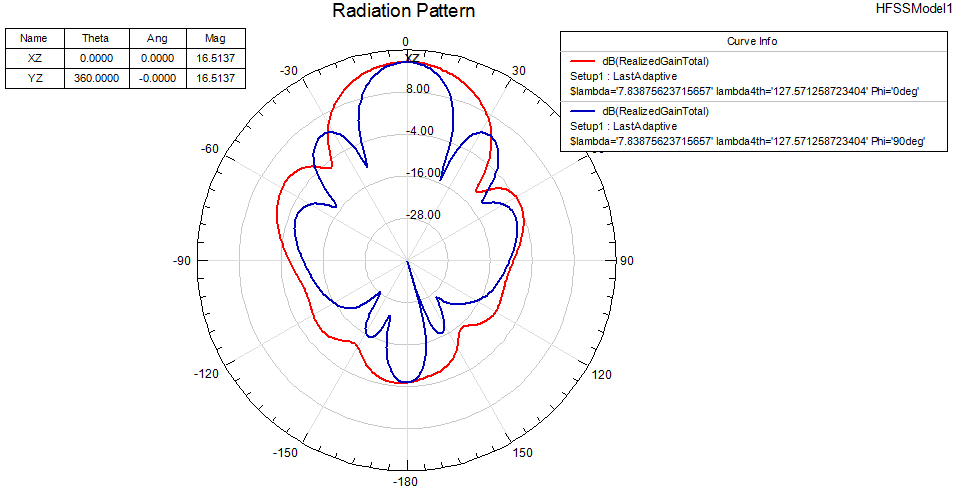 Radiation Pattern
HFSSModel1
Name Theta Ang Mag
XZ 0.0000 0.0000 16.5137
YZ 360.0000 -0.0000 16.5137
Curve Info
dB(RealizedGainTotal)
Setup1 : LastAdaptive
$lambda='7.83875623715657' lambda4th='127.571258723404' Phi='0deg'
dB(RealizedGainTotal)
Setup1 : LastAdaptive
$lambda='7.83875623715657' lambda4th='127.571258723404' Phi='90deg'
0
XZ
-30
30
8.00
-4.00
-60
-16.00
-28.00
-90
90
-120
120
-150
150
-180